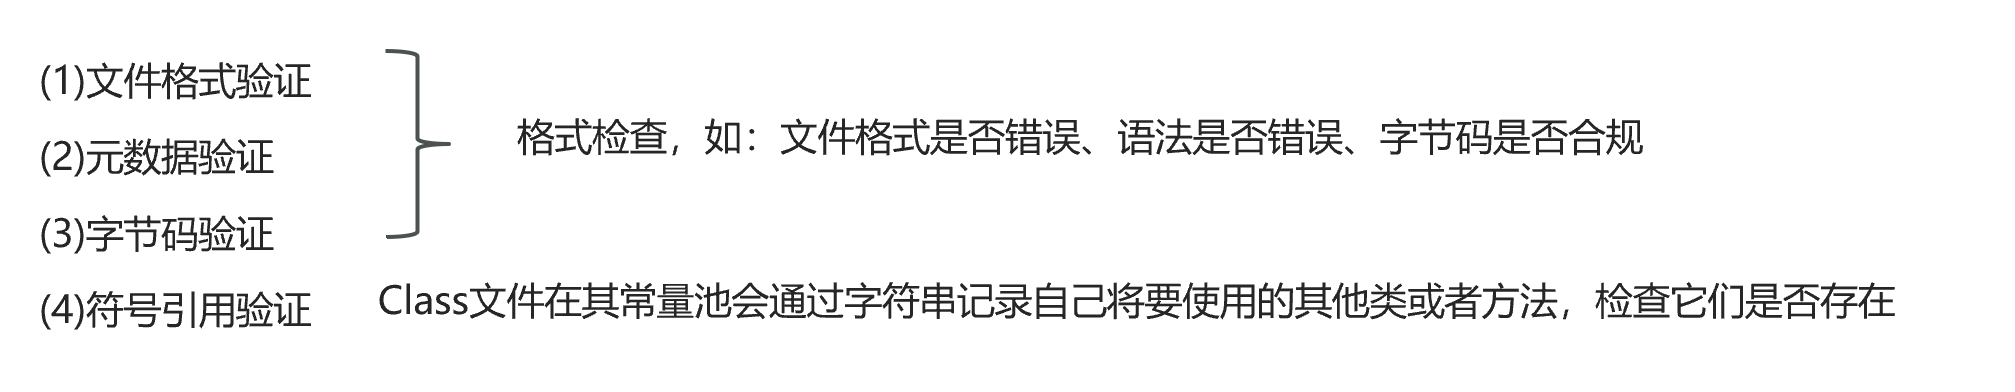 (1)文件格式验证
格式检查，如：文件格式是否错误、语法是否错误、字节码是否合规
(2)元数据验证
(3)字节码验证
(4)符号引用验证
Class文件在其常量池会通过字符串记录自己将要使用的其他类或者方法，检查它们是否存在